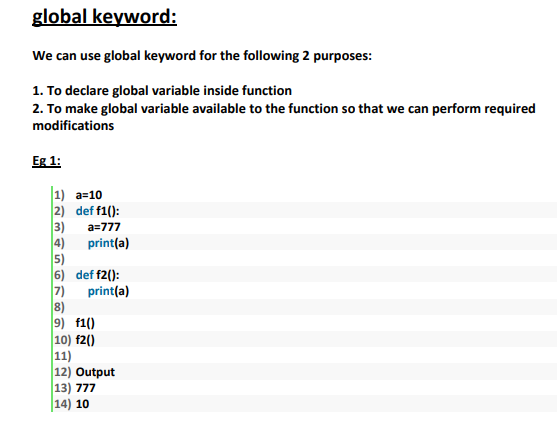 global keyword:
We can use global keyword for the following 2 purposes:
1. To declare global variable inside function
2. To make global variable available to the function so that we can perform required
modifications
Eg 1:
1) a=10
2) def f1():
3) a=777
4) print(a)
5)
6) def f2():
7) print(a)
8)
9) f1()
10) f2()
11)
12) Output
13) 777
14) 10